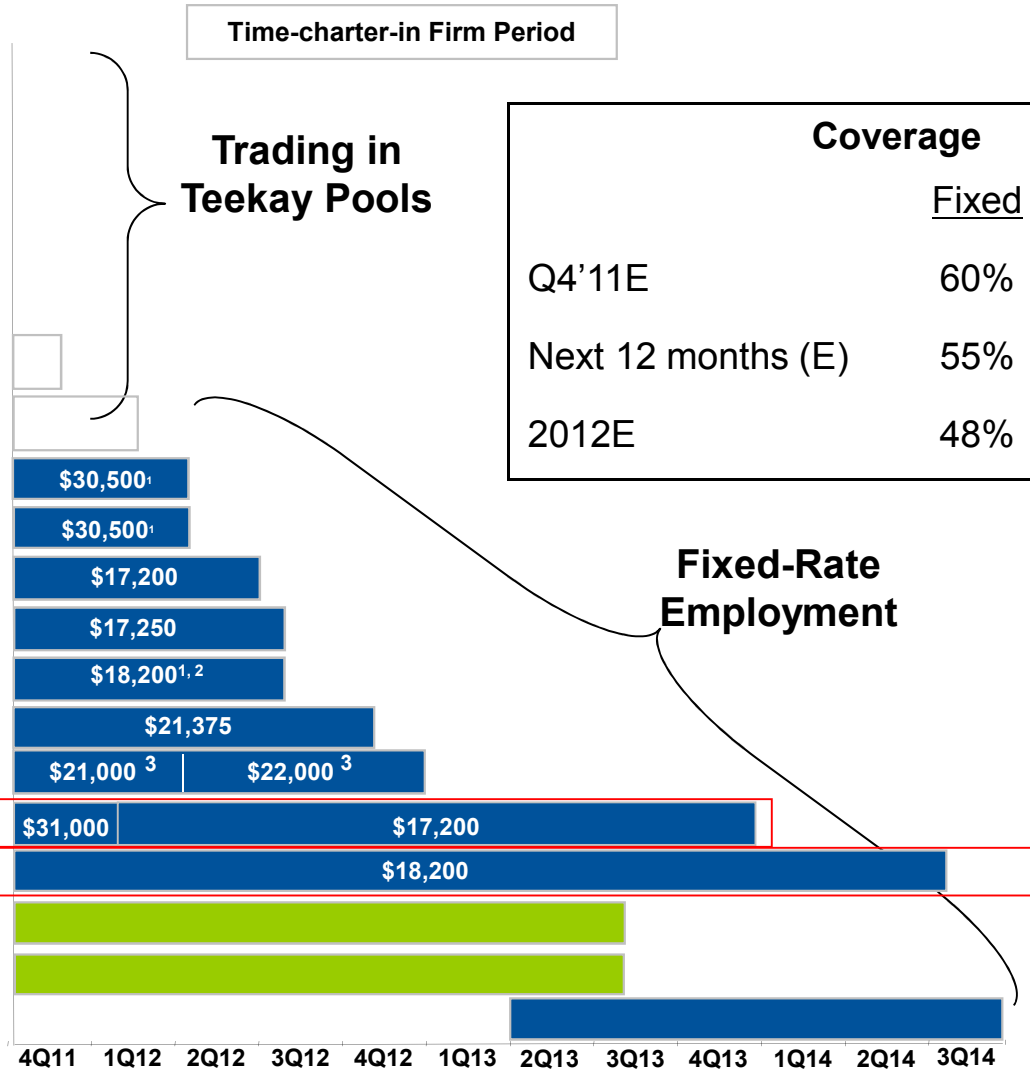 Time-charter-in Firm Period
Trading in
Teekay Pools
Coverage
Fixed
Q4’11E 60%
Next 12 months (E) 55%
2012E 48%
$30,500¹
$30,500¹
$17,200
$17,250
$18,200¹, ²
$21,375
$21,000 ³ $22,000 ³
$31,000 $17,200
$18,200
Fixed-Rate
Employment
4Q11 1Q12 2Q12 3Q12 4Q12 1Q13 2Q13 3Q13 4Q13 1Q14 2Q14 3Q14